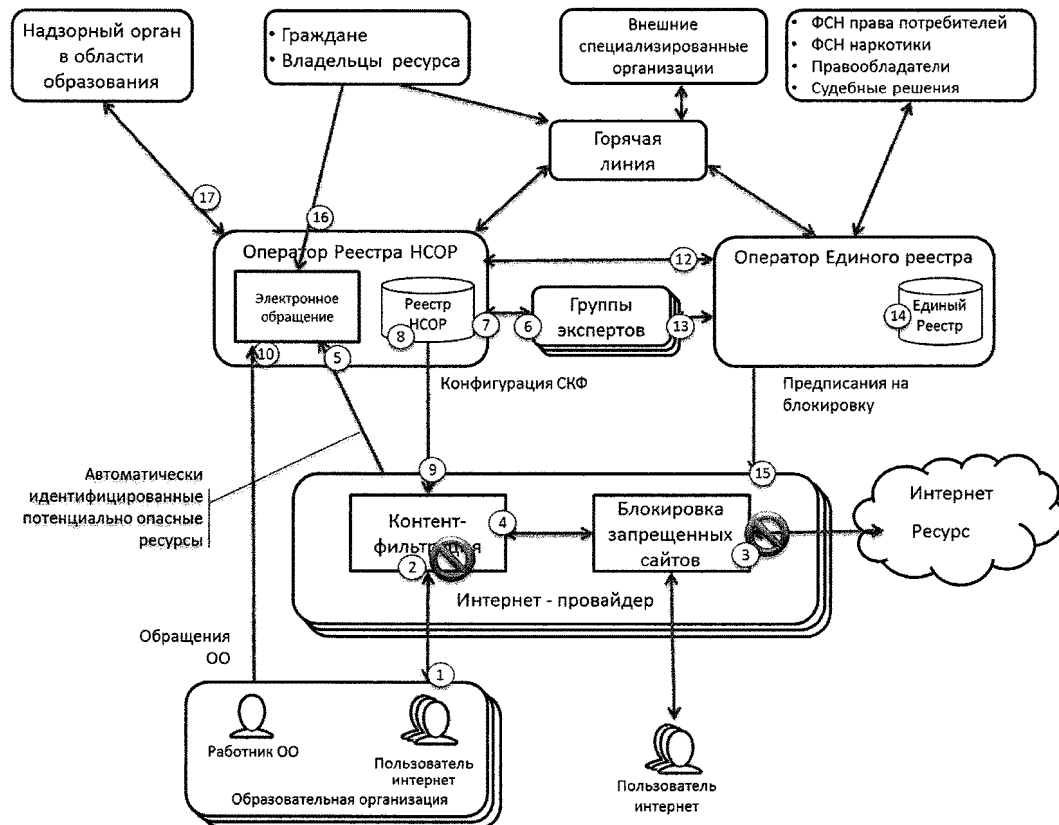 Надзорный орган
в области
образования
• Граждане
• Владельцы ресурса
Внешние
специализированные
организации
• ФСН права потребителей
• ФСН наркотики
• Правообладатели
• Судебные решения
Горячая
линия
17
16
Оператор Реестра НСОР
12
Оператор Единого реестра
Электронное
обращение
Реестр
НСОР
8
7
6
Группы
экспертов
13
14
Единый
Реестр
10
5
Конфигурация СКФ
Предписания на
блокировку
Автоматически
идентифицированные
потенциально опасные
ресурсы
9
15
Контент-
фильтрация
2
4
Блокировка
запрещенных
сайтов
3
Интернет
Ресурс
Интернет - провайдер
Обращения
ОО
1
Работник ОО
Пользователь
интернет
Образовательная организация
Пользователь
интернет